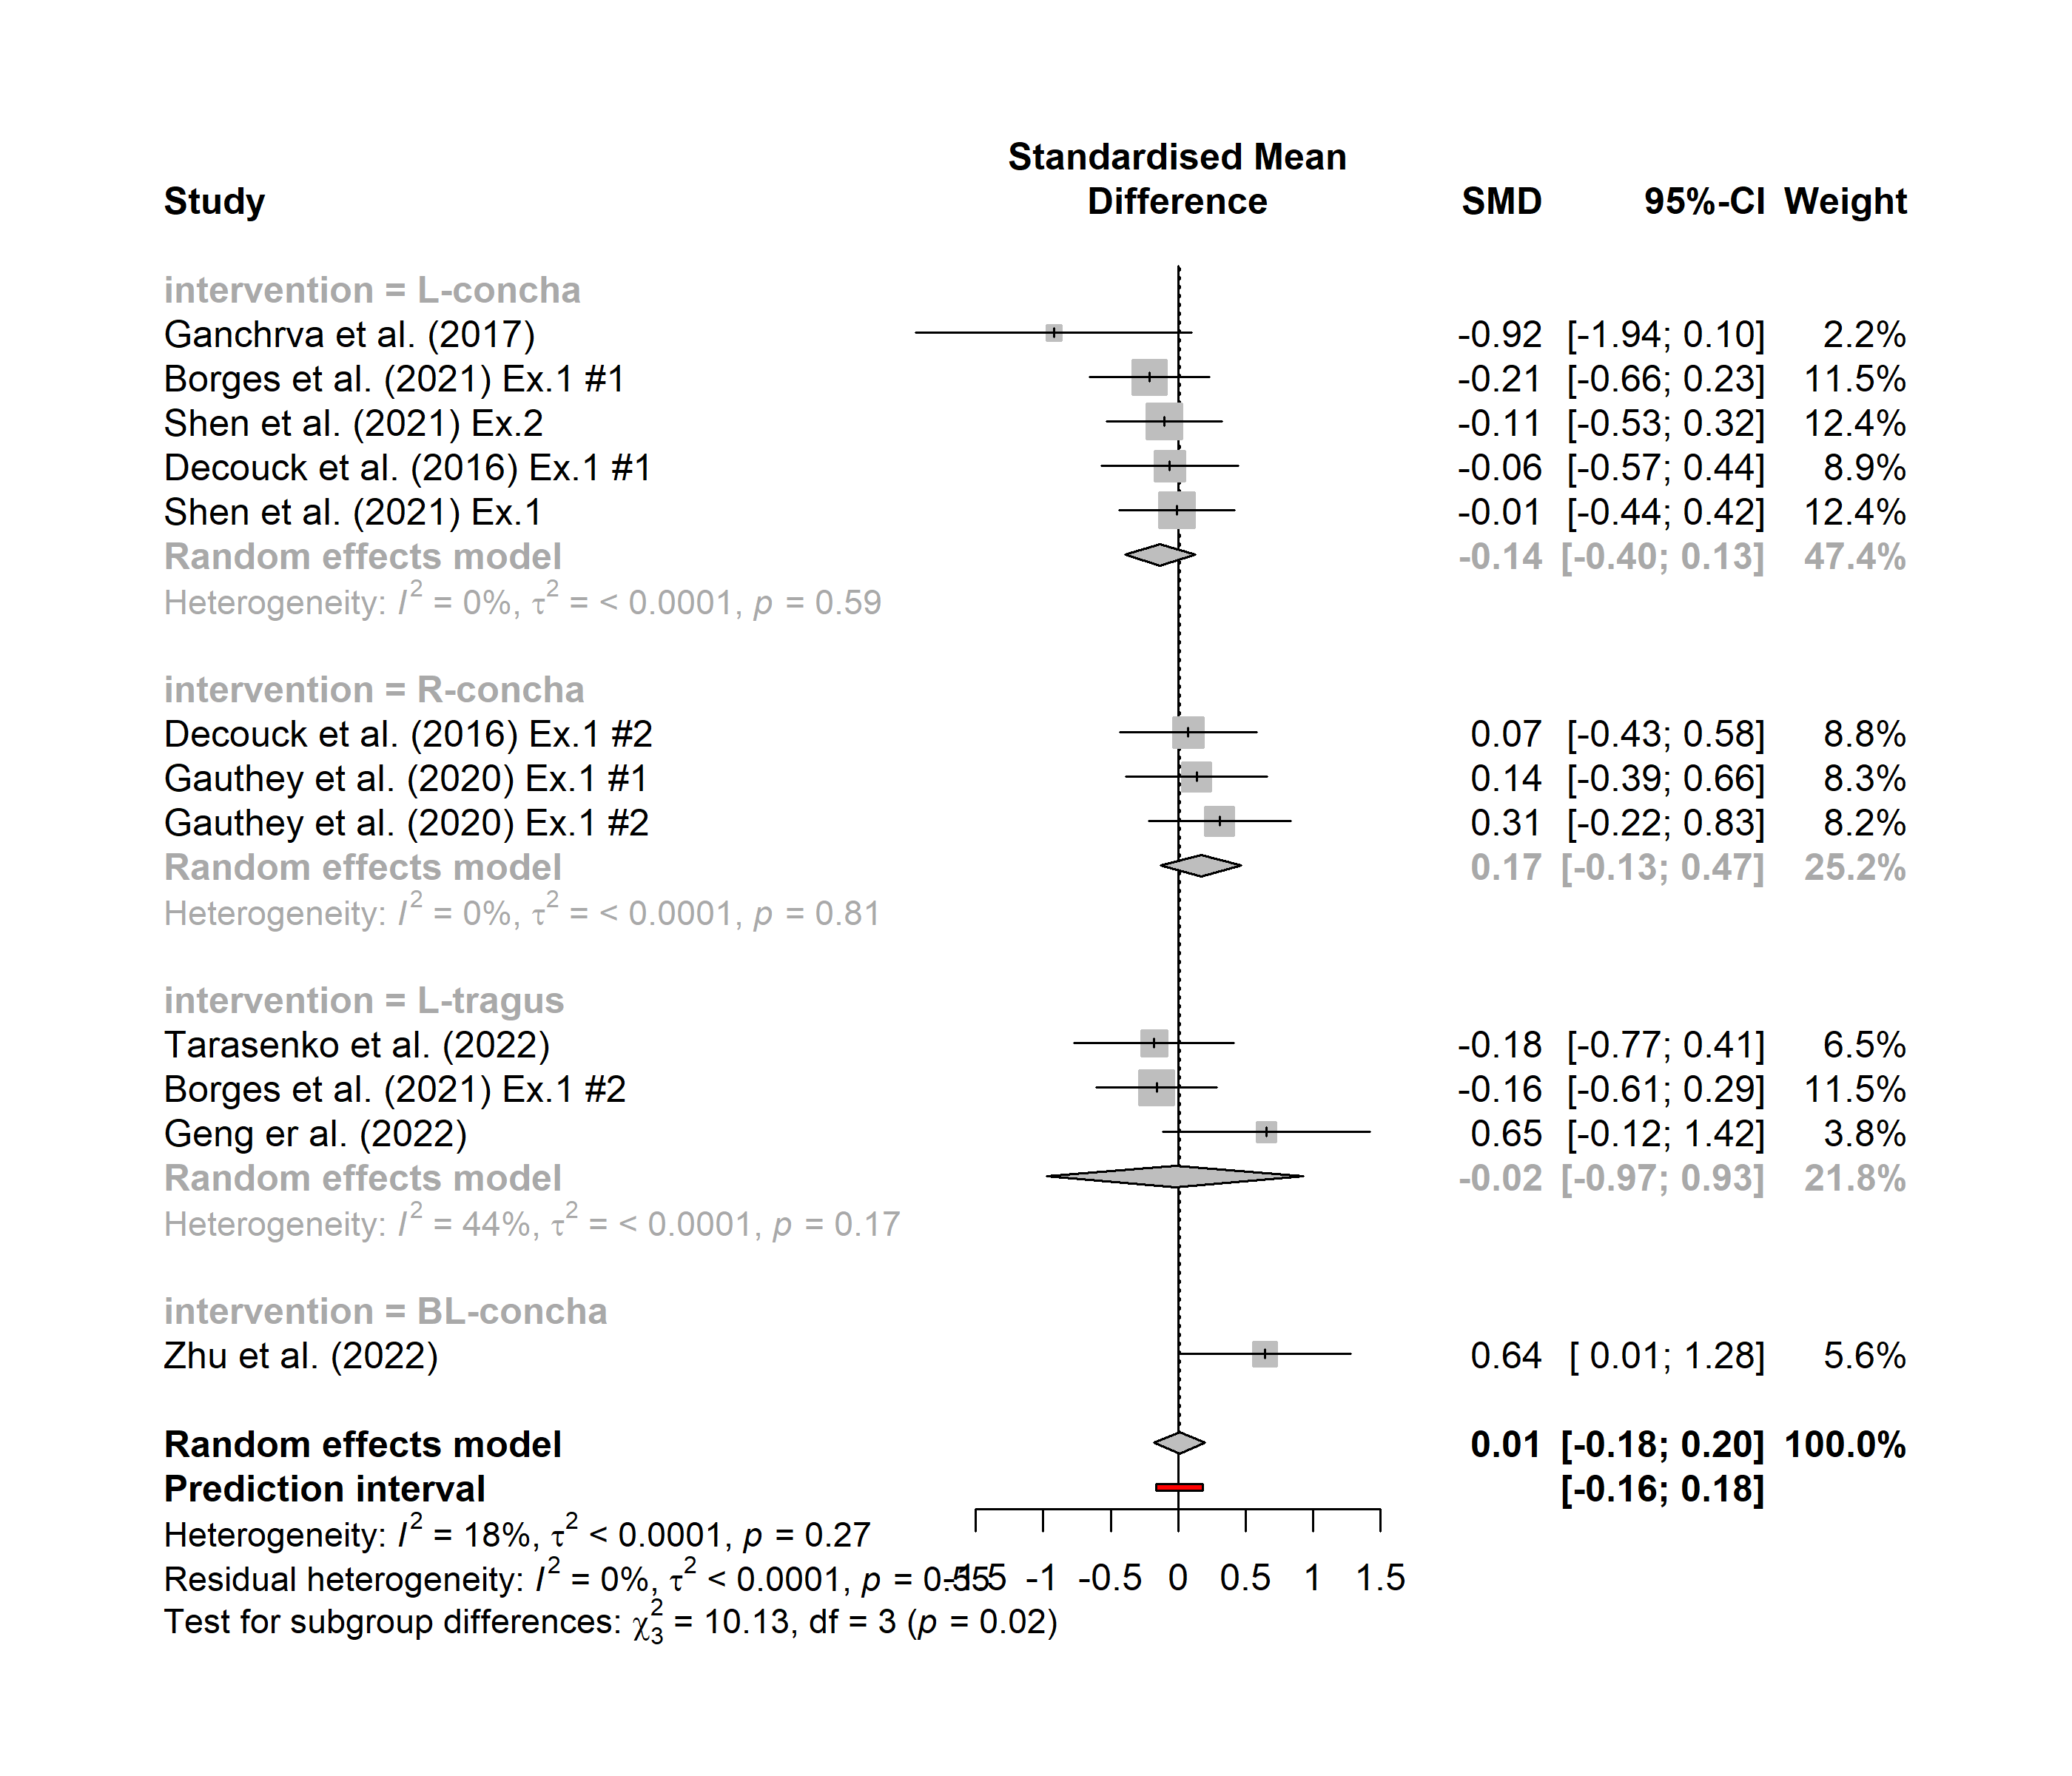 Standardised Mean
Study Difference SMD 95%-CI Weight
intervention = L-concha
Ganchrva et al. (2017) -0.92 [-1.94; 0.10] 2.2%
Borges et al. (2021) Ex.1 #1 -0.21 [-0.66; 0.23] 11.5%
Shen et al. (2021) Ex.2 -0.11 [-0.53; 0.32] 12.4%
Decouck et al. (2016) Ex.1 #1 -0.06 [-0.57; 0.44] 8.9%
Shen et al. (2021) Ex.1 -0.01 [-0.44; 0.42] 12.4%
Random effects model -0.14 [-0.40; 0.13] 47.4%
Heterogeneity: I² = 0%, τ² = < 0.0001, p = 0.59
intervention = R-concha
Decouck et al. (2016) Ex.1 #2 0.07 [-0.43; 0.58] 8.8%
Gauthey et al. (2020) Ex.1 #1 0.14 [-0.39; 0.66] 8.3%
Gauthey et al. (2020) Ex.1 #2 0.31 [-0.22; 0.83] 8.2%
Random effects model 0.17 [-0.13; 0.47] 25.2%
Heterogeneity: I² = 0%, τ² = < 0.0001, p = 0.81
intervention = L-tragus
Tarasenko et al. (2022) -0.18 [-0.77; 0.41] 6.5%
Borges et al. (2021) Ex.1 #2 -0.16 [-0.61; 0.29] 11.5%
Geng er al. (2022) 0.65 [-0.12; 1.42] 3.8%
Random effects model -0.02 [-0.97; 0.93] 21.8%
Heterogeneity: I² = 44%, τ² = < 0.0001, p = 0.17
intervention = BL-concha
Zhu et al. (2022) 0.64 [ 0.01; 1.28] 5.6%
Random effects model 0.01 [-0.18; 0.20] 100.0%
Prediction interval [-0.16; 0.18]
Heterogeneity: I² = 18%, τ² < 0.0001, p = 0.27
Residual heterogeneity: I² = 0%, τ² < 0.0001, p = 0.55 -1.5 -1 -0.5 0 0.5 1 1.5
Test for subgroup differences: χ²₃ = 10.13, df = 3 (p = 0.02)